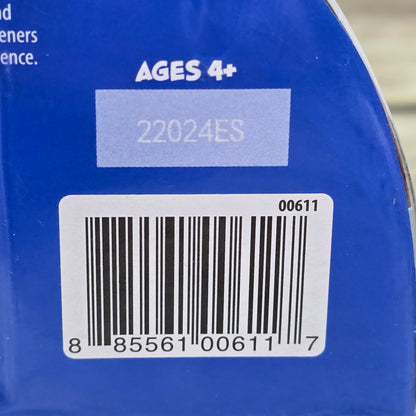 d
eners
ence.
AGES 4+
22024ES
00611
8 85561 00611 7